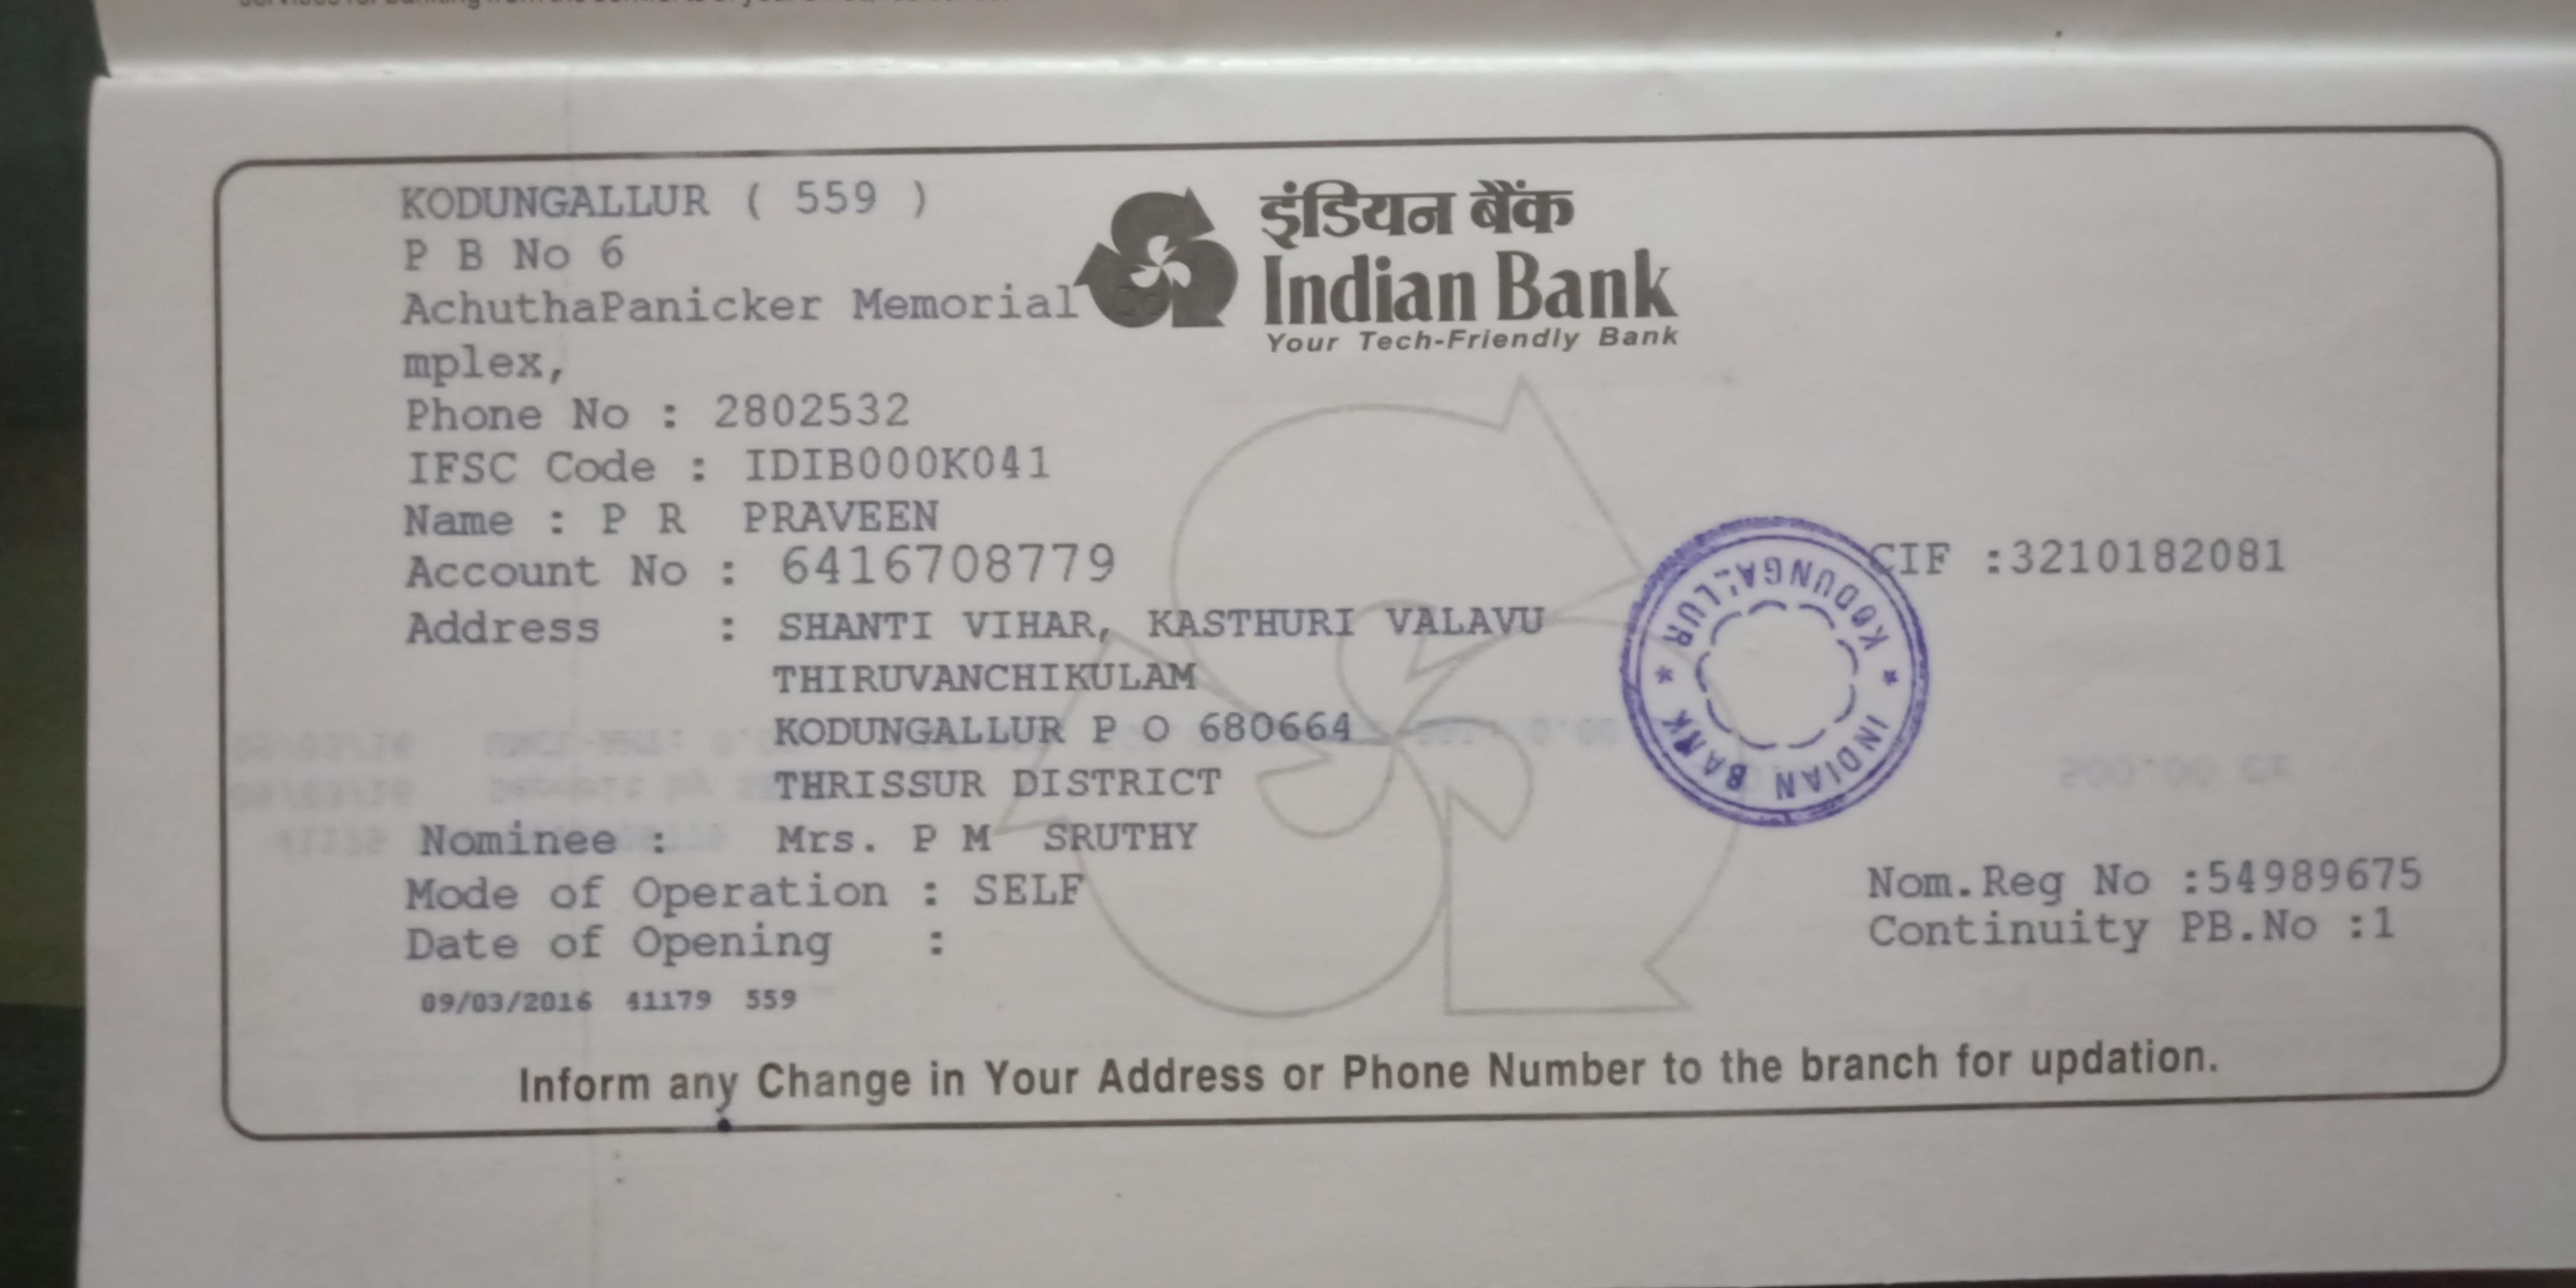 KODUNGALLUR ( 559 )
P B No 6
AchuthaPanicker Memorial Co
mplex,
Phone No : 2802532
IFSC Code : IDIB000K041
Name : P R PRAVEEN
Account No : 6416708779
Address : SHANTI VIHAR, KASTHURI VALAVU
THIRUVANCHIKULAM
KODUNGALLUR P O 680664
THRISSUR DISTRICT
Nominee : Mrs. P M SRUTHY
Mode of Operation : SELF
Date of Opening :
09/03/2016 41179 559
इंडियन बैंक
Indian Bank
Your Tech-Friendly Bank
CIF :3210182081
INDIAN BANK * KODUNGALLUR *
Nom.Reg No :54989675
Continuity PB.No :1
Inform any Change in Your Address or Phone Number to the branch for updation.